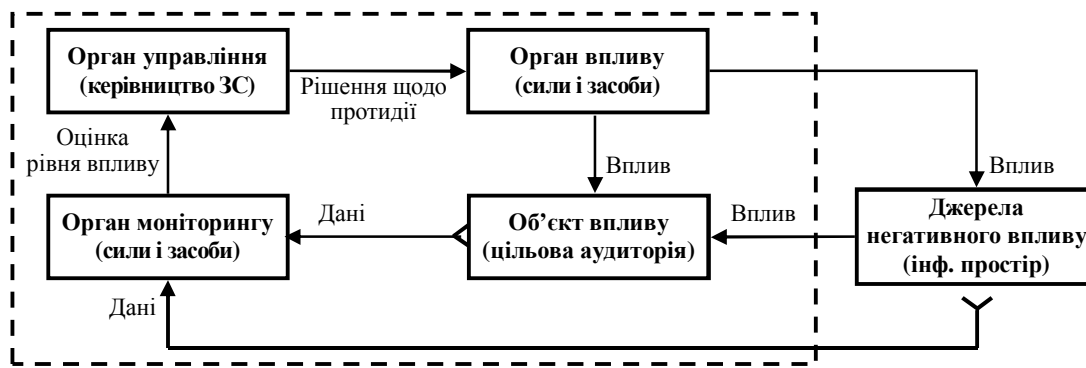 Орган управління
(керівництво ЗС)
Рішення щодо
протидії
Орган впливу
(сили і засоби)
Оцінка
рівня впливу
Вплив
Вплив
Орган моніторингу
(сили і засоби)
Дані
Об’єкт впливу
(цільова аудиторія)
Вплив
Джерела
негативного впливу
(інф. простір)
Дані